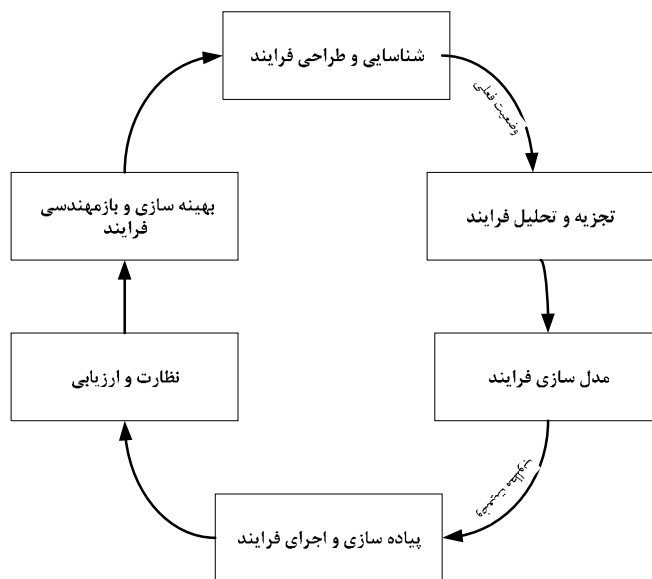 شناسایی و طراحی فرایند
وضعیت فعلی
تجزیه و تحلیل فرایند
مدل سازی فرایند
وضعیت مطلوب
پیاده سازی و اجرای فرایند
نظارت و ارزیابی
بهینه سازی و بازمهندسی
فرایند